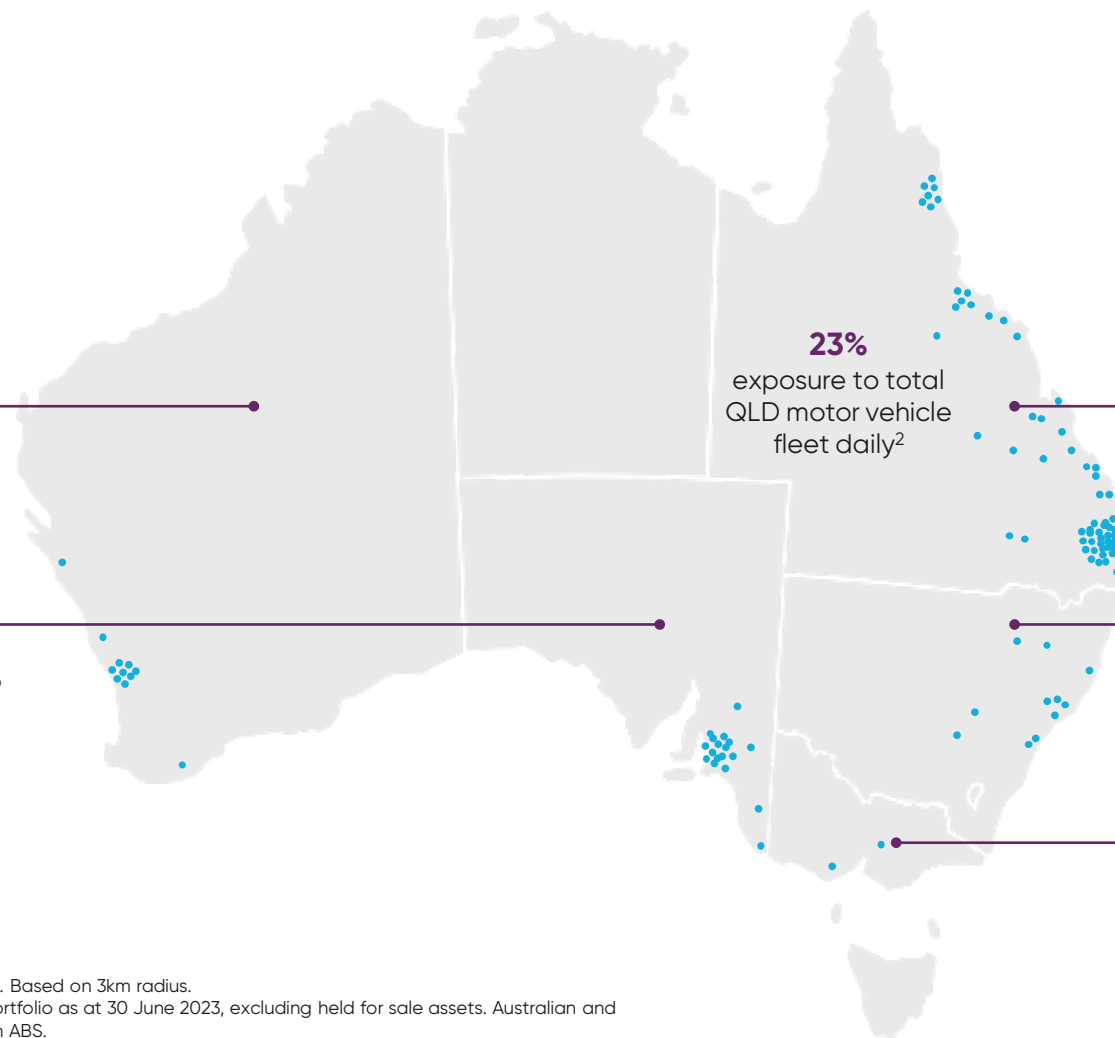 23%
exposure to total
QLD motor vehicle
fleet daily2
. Based on 3km radius.
ortfolio as at 30 June 2023, excluding held for sale assets. Australian and
ABS.